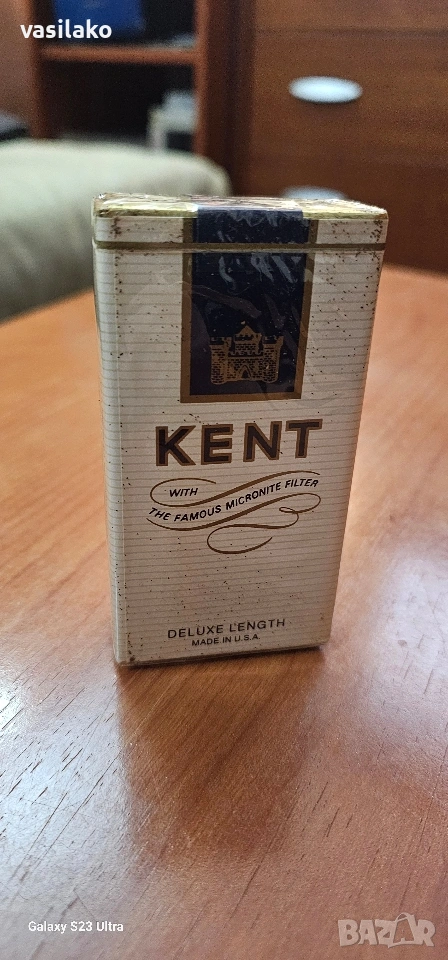 vasilako
KENT
WITH
THE FAMOUS MICRONITE FILTER
DELUXE LENGTH
MADE IN U.S.A.
Galaxy S23 Ultra
BAZAR